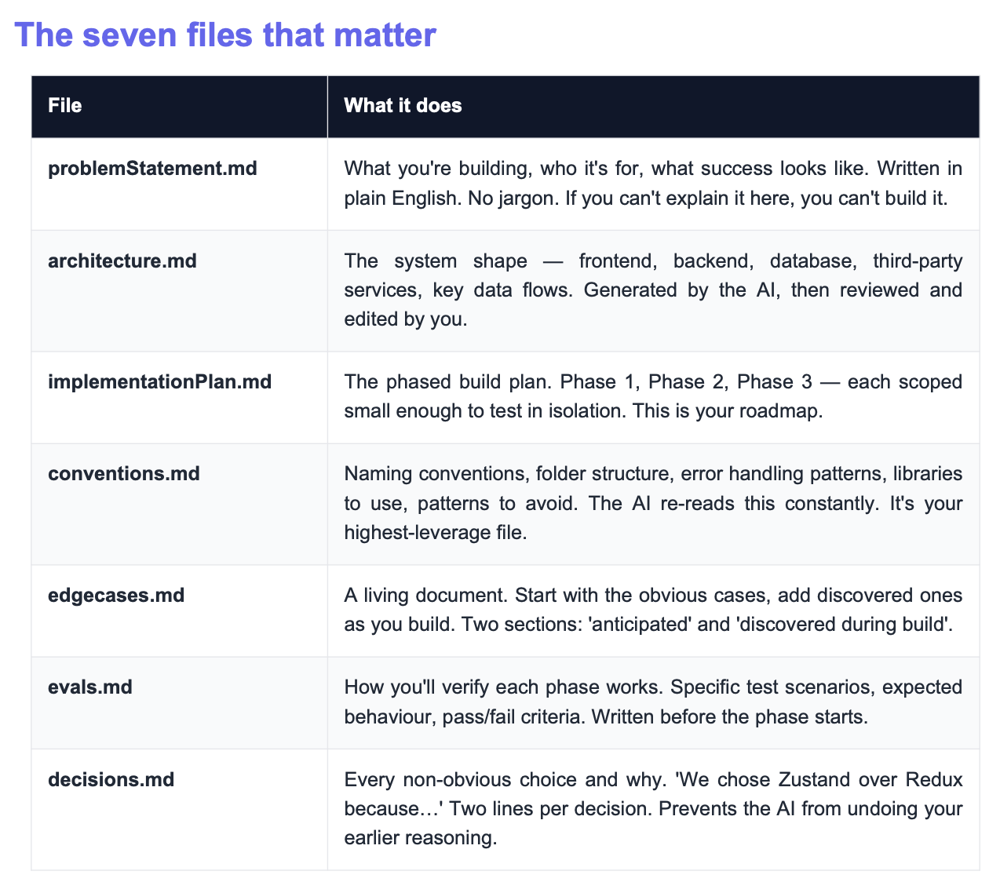 The seven files that matter
File
What it does
problemStatement.md
What you're building, who it's for, what success looks like. Written in
plain English. No jargon. If you can't explain it here, you can't build it.
architecture.md
The system shape — frontend, backend, database, third-party
services, key data flows. Generated by the AI, then reviewed and
edited by you.
implementationPlan.md
The phased build plan. Phase 1, Phase 2, Phase 3 — each scoped
small enough to test in isolation. This is your roadmap.
conventions.md
Naming conventions, folder structure, error handling patterns, libraries
to use, patterns to avoid. The AI re-reads this constantly. It's your
highest-leverage file.
edgecases.md
A living document. Start with the obvious cases, add discovered ones
as you build. Two sections: 'anticipated' and 'discovered during build'.
evals.md
How you'll verify each phase works. Specific test scenarios, expected
behaviour, pass/fail criteria. Written before the phase starts.
decisions.md
Every non-obvious choice and why. 'We chose Zustand over Redux
because…' Two lines per decision. Prevents the AI from undoing your
earlier reasoning.